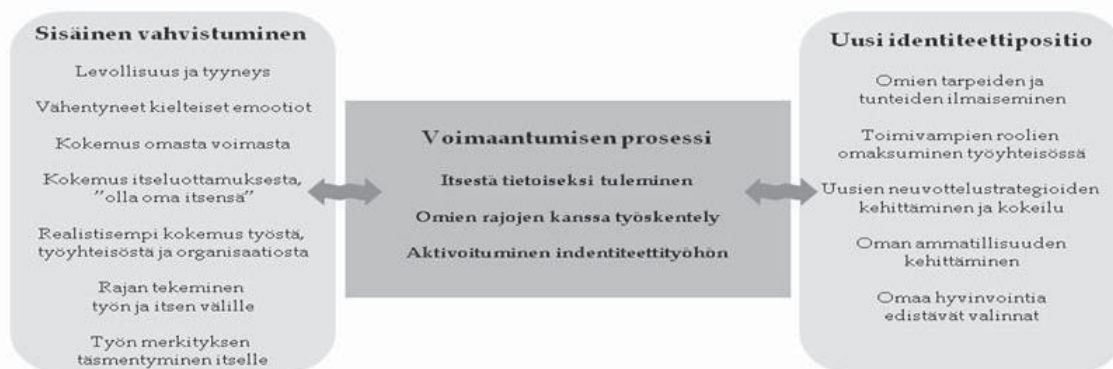 Sisäinen vahvistuminen
Levollisuus ja tyyneys
Vähentyneet kielteiset emootiot
Kokemus omasta voimasta
Kokemus itseluottamuksesta,
"olla oma itsensä"
Realistisempi kokemus työstä,
työyhteisöstä ja organisaatiosta
Rajan tekeminen
työn ja itsen välille
Työn merkityksen
täsmentyminen itselle
Voimaantumisen prosessi
Itsestä tietoiseksi tuleminen
Omien rajojen kanssa työskentely
Aktivoituminen indentiteettityöhön
Uusi identiteettipositio
Omien tarpeiden ja
tunteiden ilmaiseminen
Toimivampien roolien
omaksuminen työyhteisössä
Uusien neuvottelustrategioiden
kehittäminen ja kokeilu
Oman ammatillisuuden
kehittäminen
Omaa hyvinvointia
edistävät valinnat